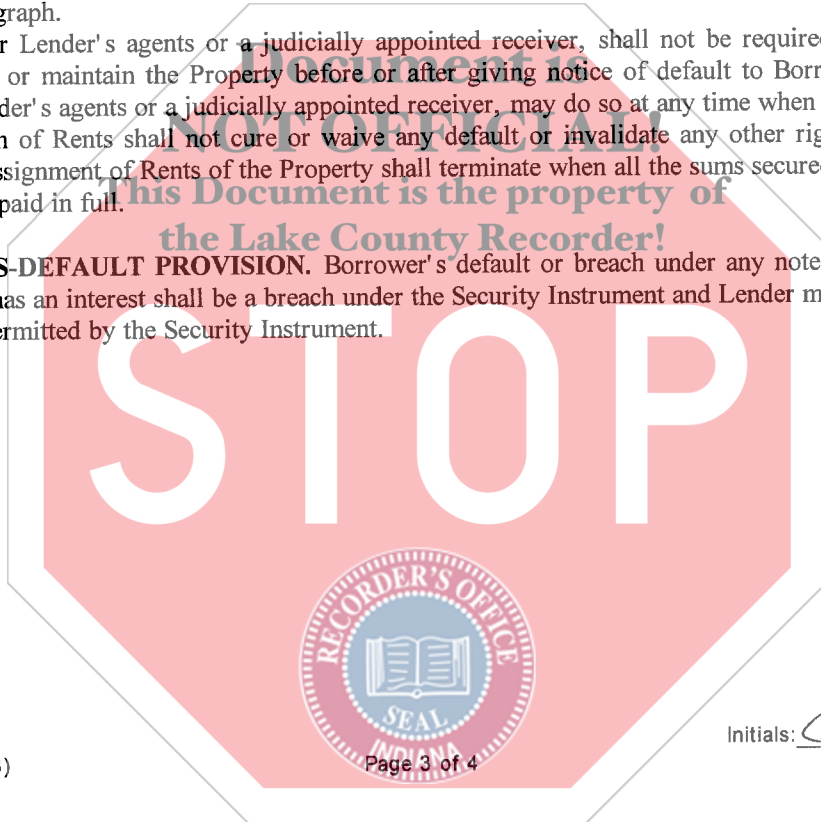 graph.
r Lender's agents or a judicially appointed receiver, shall not be require
Document is
or maintain the Property before or after giving notice of default to Borr
der's agents or a judicially appointed receiver, may do so at any time when
NOT OFFICIAL!
n of Rents shall not cure or waive any default or invalidate any other rig
ssignment of Rents of the Property shall terminate when all the sums secure
This Document is the property of
paid in full.
the Lake County Recorder!
S-DEFAULT PROVISION. Borrower's default or breach under any note
as an interest shall be a breach under the Security Instrument and Lender m
ermitted by the Security Instrument.
STOP
RECORDER'S OFFICE
SEAL
INDIANA
Initials:
)
Page 3 of 4